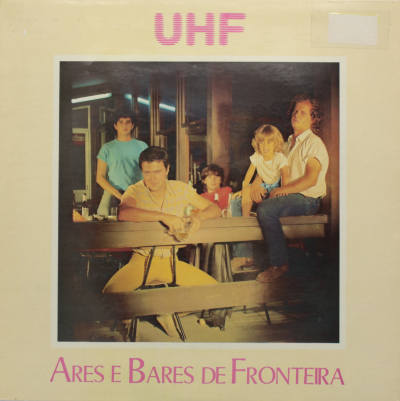 UHF
ARES E BARES DE FRONTEIRA